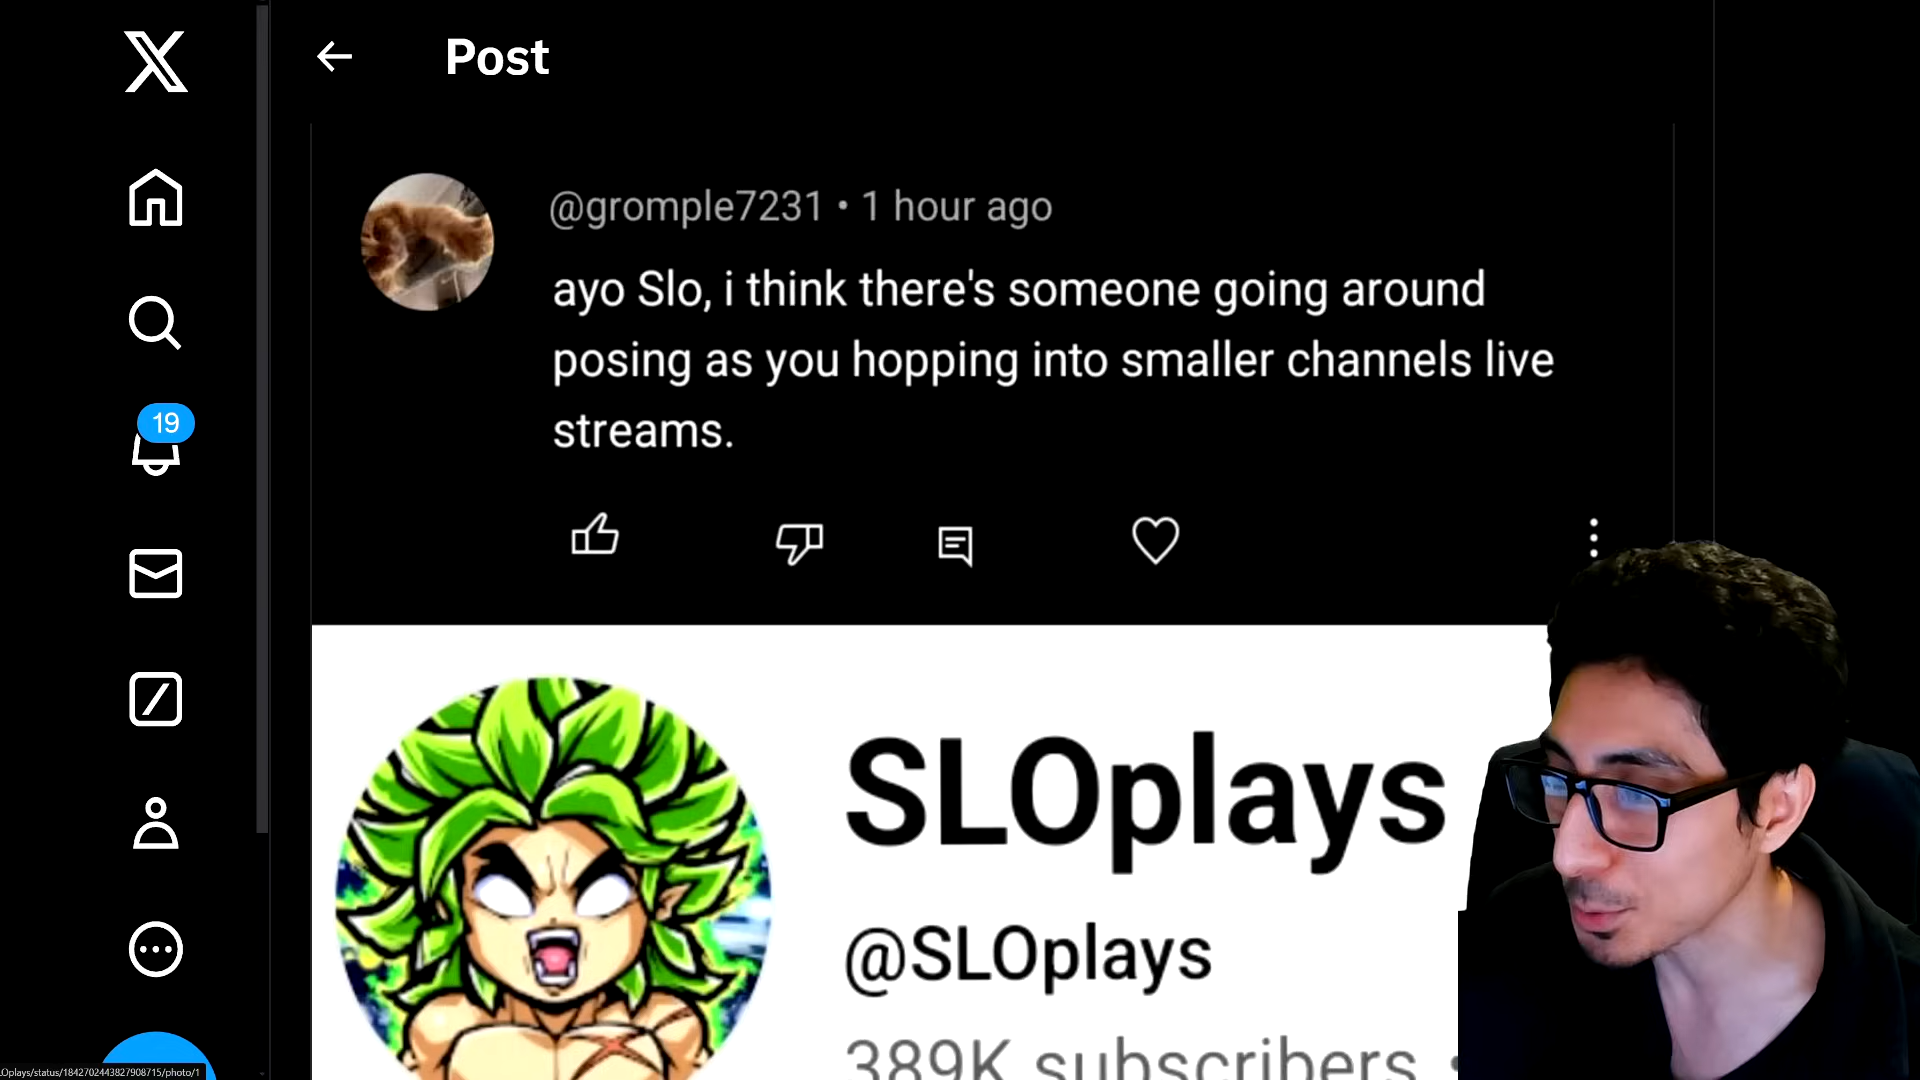 Post
@gromple7231 • 1 hour ago
ayo Slo, i think there's someone going around
posing as you hopping into smaller channels live
streams.
19
SLOplays
@SLOplays
389K subscribers •
Oplays/status/1842702443827908715/photo/1